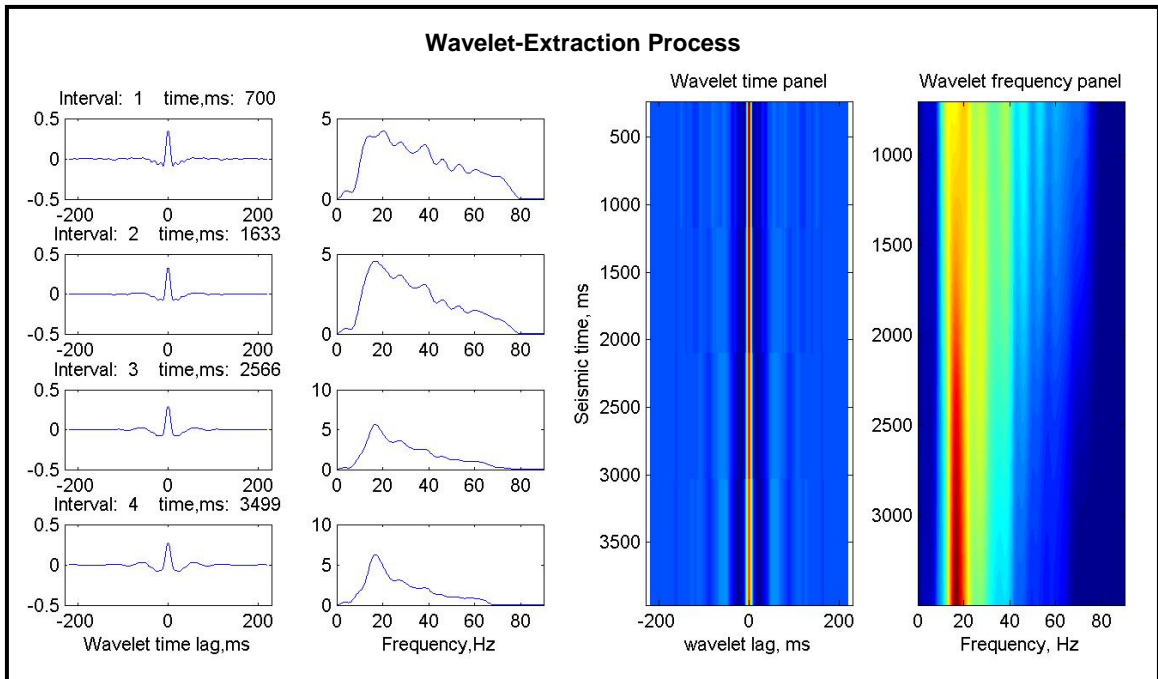 Wavelet-Extraction Process
Interval: 1 time,ms: 700
0.5
0
-0.5
-200 0 200
5
0
0 20 40 60 80
Interval: 2 time,ms: 1633
0.5
0
-0.5
-200 0 200
5
0
0 20 40 60 80
Interval: 3 time,ms: 2566
0.5
0
-0.5
-200 0 200
10
5
0
0 20 40 60 80
Interval: 4 time,ms: 3499
0.5
0
-0.5
-200 0 200
Wavelet time lag,ms
10
5
0
0 20 40 60 80
Frequency,Hz
Wavelet time panel
Seismic time, ms
500
1000
1500
2000
2500
3000
3500
-200 0 200
wavelet lag, ms
Wavelet frequency panel
1000
1500
2000
2500
3000
0 20 40 60 80
Frequency, Hz